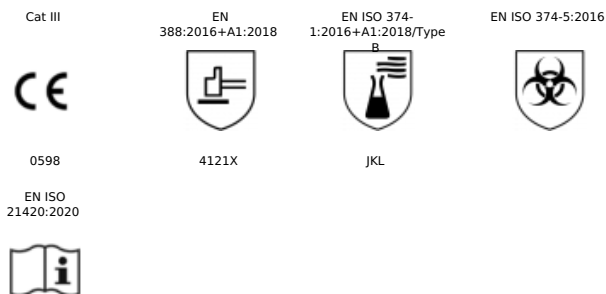 Cat III
EN
388:2016+A1:2018
EN ISO 374-
1:2016+A1:2018/Type
B
EN ISO 374-5:2016
CE
0598
4121X
JKL
EN ISO
21420:2020
i